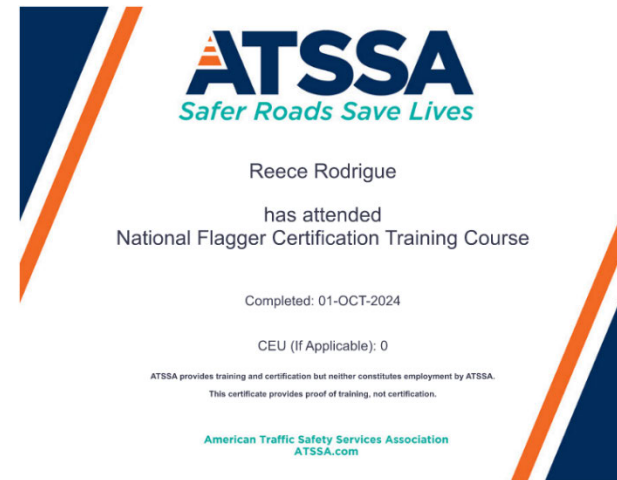 ATSSA
Safer Roads Save Lives
Reece Rodrigue
has attended
National Flagger Certification Training Course
Completed: 01-OCT-2024
CEU (If Applicable): 0
ATSSA provides training and certification but neither constitutes employment by ATSSA.
This certificate provides proof of training, not certification.
American Traffic Safety Services Association
ATSSA.com